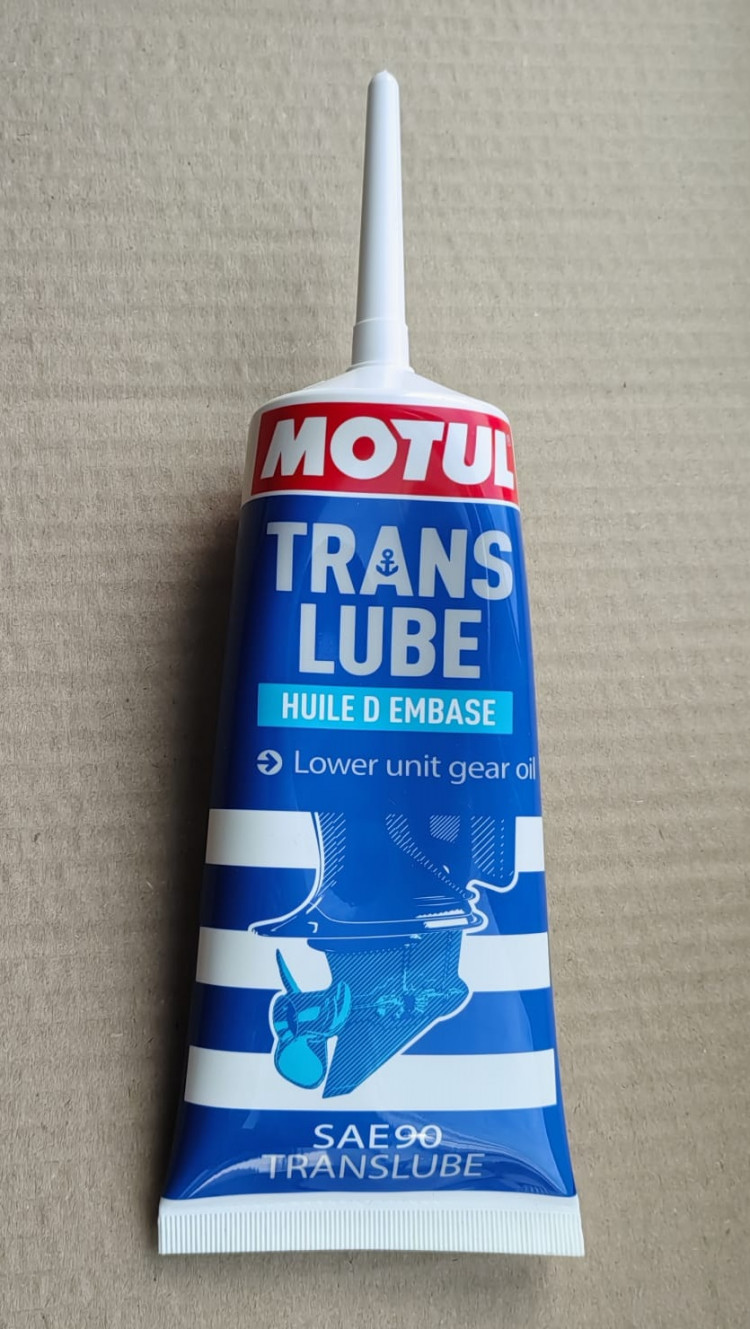 MOTUL
TRANS
LUBE
HUILE D EMBASE
Lower unit gear oil
SAE90
TRANSLUBE